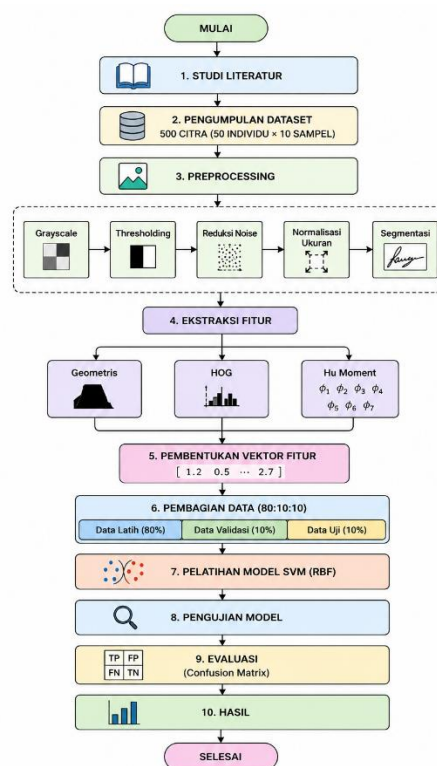 MULAI
1. STUDI LITERATUR
2. PENGUMPULAN DATASET
500 CITRA (50 INDIVIDU × 10 SAMPEL)
3. PREPROCESSING
Grayscale
Thresholding
Reduksi Noise
Normalisasi
Ukuran
Segmentasi
4. EKSTRAKSI FITUR
Geometris
HOG
Hu Moment
ϕ1 ϕ2 ϕ3 ϕ4
ϕ5 ϕ6 ϕ7
5. PEMBENTUKAN VEKTOR FITUR
[ 1.2 0.5 ... 2.7 ]
6. PEMBAGIAN DATA (80:10:10)
Data Latih (80%)
Data Validasi (10%)
Data Uji (10%)
7. PELATIHAN MODEL SVM (RBF)
8. PENGUJIAN MODEL
9. EVALUASI
(Confusion Matrix)
TP FP
FN TN
10. HASIL
SELESAI